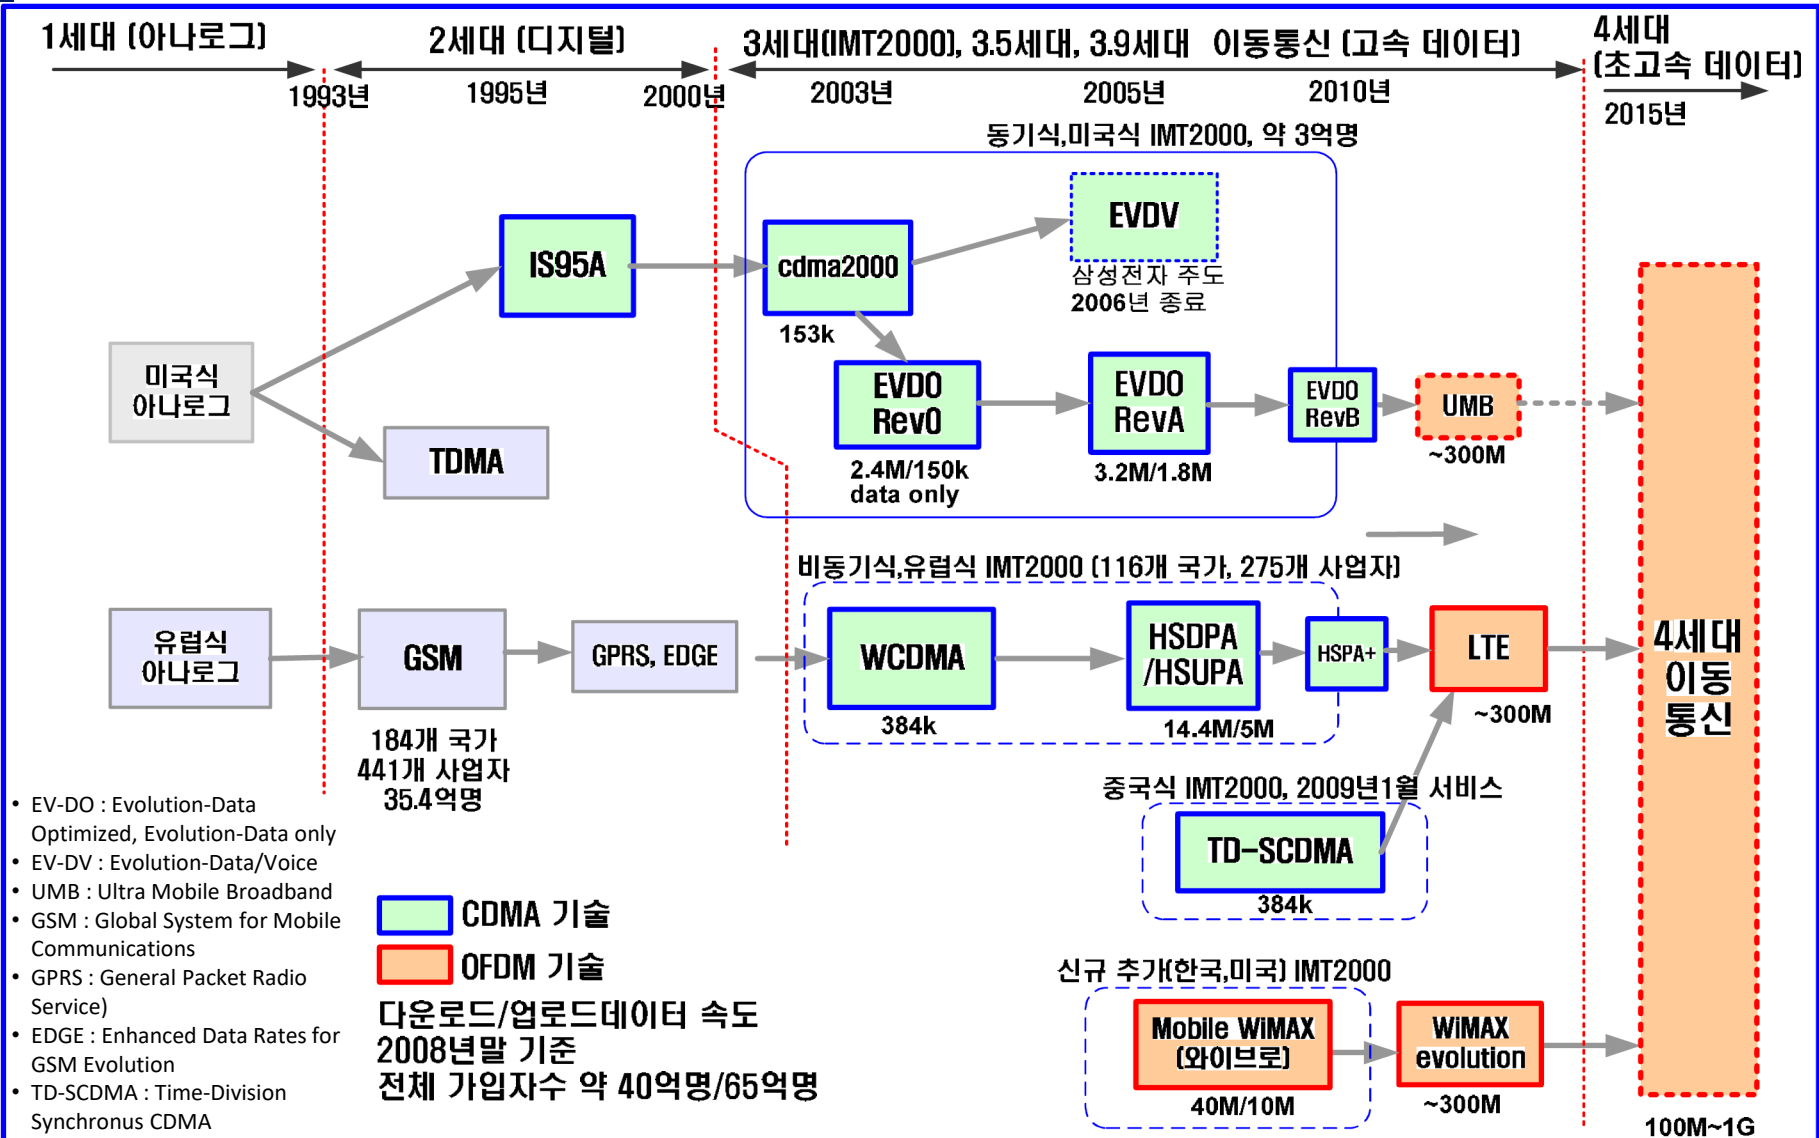 1세대 (아나로그)
2세대 (디지털)
3세대(IMT2000), 3.5세대, 3.9세대 이동통신 (고속 데이터)
4세대
(초고속 데이터)
1993년
1995년
2000년
2003년
2005년
2010년
2015년
동기식,미국식 IMT2000, 약 3억명
EVDV
삼성전자 주도
2006년 종료
IS95A
cdma2000
153k
미국식
아나로그
TDMA
EVDO
Rev0
2.4M/150k
data only
EVDO
RevA
3.2M/1.8M
EVDO
RevB
UMB
~300M
비동기식,유럽식 IMT2000 (116개 국가, 275개 사업자)
유럽식
아나로그
GSM
184개 국가
441개 사업자
35.4억명
GPRS, EDGE
WCDMA
384k
HSDPA
/HSUPA
14.4M/5M
HSPA+
LTE
~300M
4세대
이동
통신
중국식 IMT2000, 2009년1월 서비스
TD-SCDMA
384k
신규 추가(한국,미국) IMT2000
Mobile WiMAX
(와이브로)
40M/10M
WiMAX
evolution
~300M
100M~1G
• EV-DO : Evolution-Data
Optimized, Evolution-Data only
• EV-DV : Evolution-Data/Voice
• UMB : Ultra Mobile Broadband
• GSM : Global System for Mobile
Communications
• GPRS : General Packet Radio
Service)
• EDGE : Enhanced Data Rates for
GSM Evolution
• TD-SCDMA : Time-Division
Synchronus CDMA
CDMA 기술
OFDM 기술
다운로드/업로드데이터 속도
2008년말 기준
전체 가입자수 약 40억명/65억명